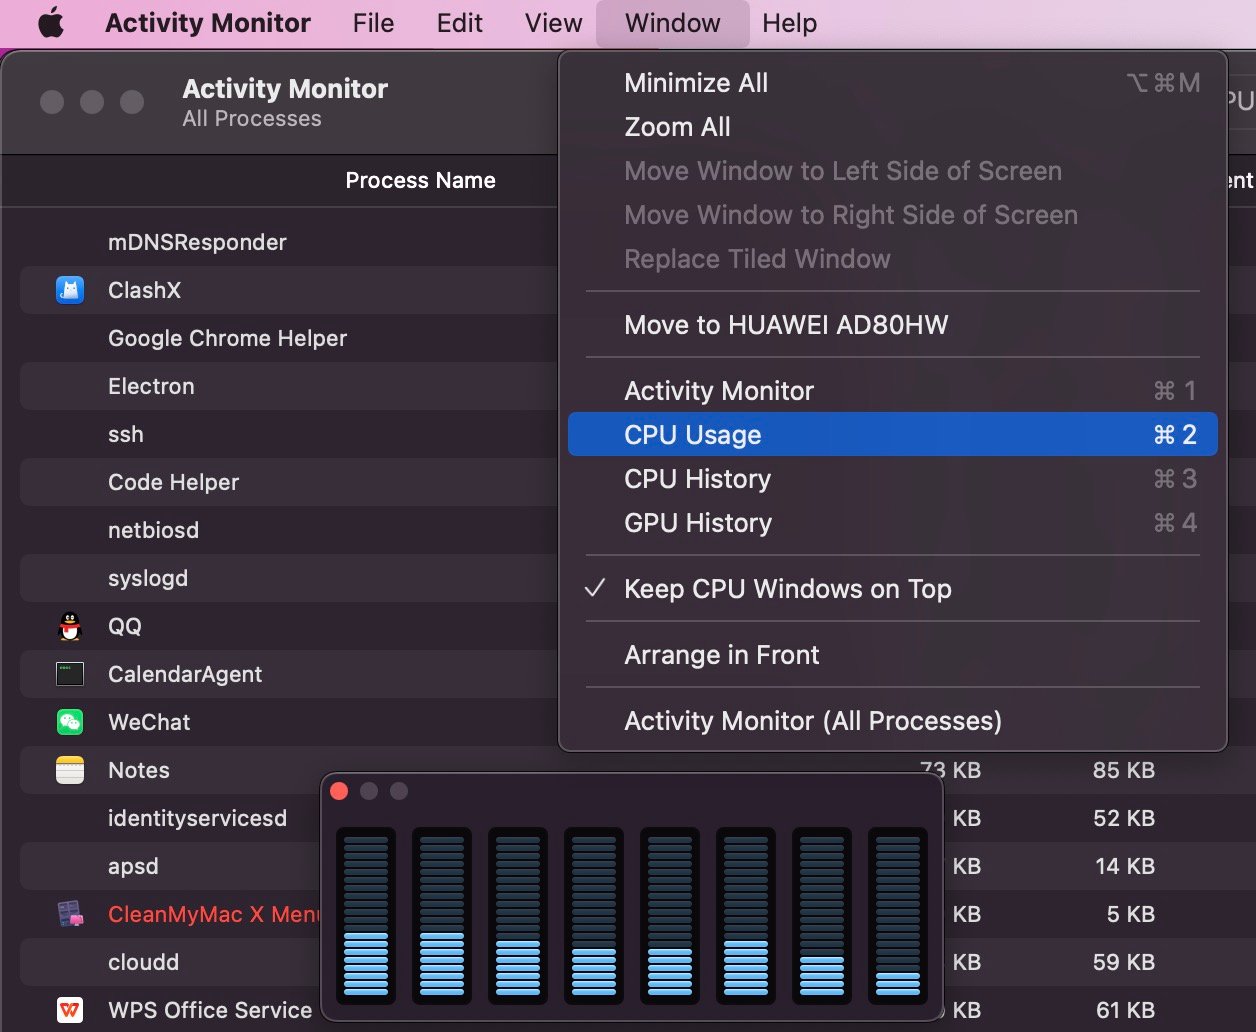 Activity Monitor File Edit View Window Help
Activity Monitor
All Processes
Process Name
mDNSResponder
ClashX
Google Chrome Helper
Electron
ssh
Code Helper
netbiosd
syslogd
QQ
CalendarAgent
WeChat
Notes 73 KB 85 KB
identityservicesd KB 52 KB
apsd KB 14 KB
CleanMyMac X Menu KB 5 KB
cloudd KB 59 KB
WPS Office Service KB 61 KB
Minimize All ⌥⌘M
Zoom All
Move Window to Left Side of Screen
Move Window to Right Side of Screen
Replace Tiled Window
Move to HUAWEI AD80HW
Activity Monitor ⌘1
CPU Usage ⌘2
CPU History ⌘3
GPU History ⌘4
✓ Keep CPU Windows on Top
Arrange in Front
Activity Monitor (All Processes)